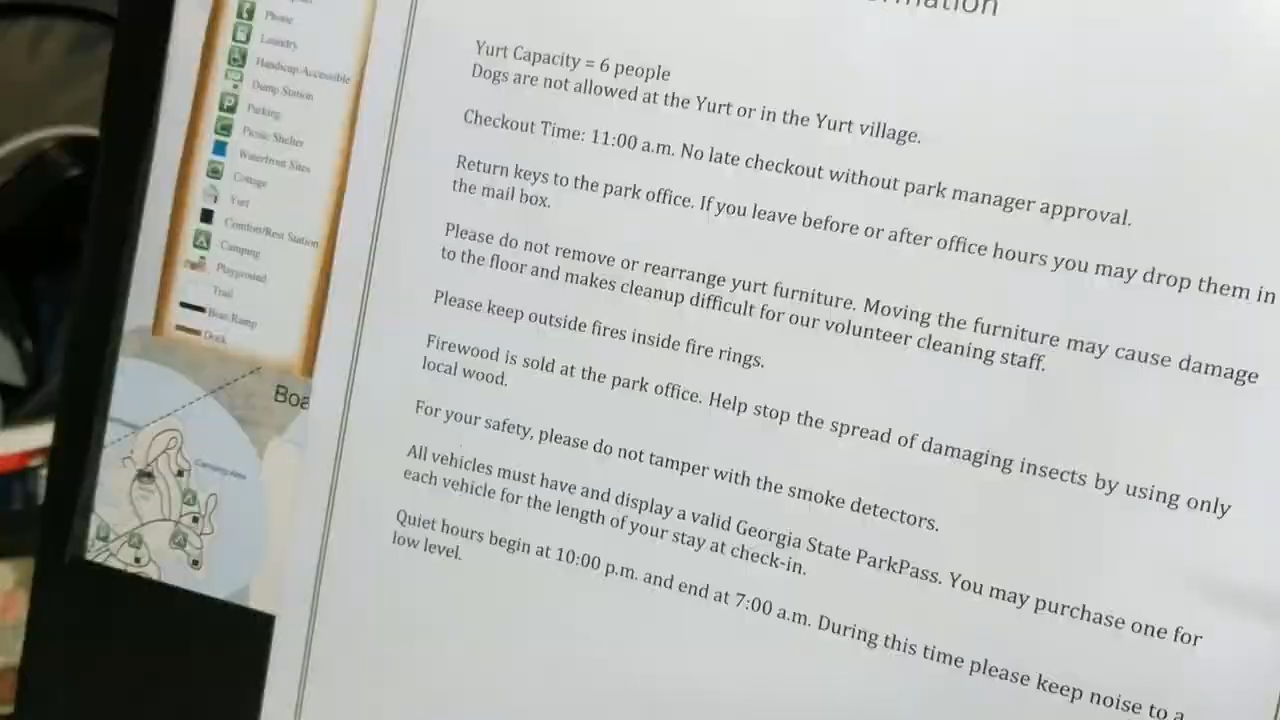 Phone
Laundry
Handicap Accessible
Dump Station
Parking
Picnic Shelter
Waterfront Sites
Cottage
Yurt
Comfort/Rest Station
Camping
Playground
Trail
Boat Ramp
Dock
Boa
Camping Area
Yurt Capacity = 6 people
Dogs are not allowed at the Yurt or in the Yurt village.
Checkout Time: 11:00 a.m. No late checkout without park manager approval.
Return keys to the park office. If you leave before or after office hours you may drop them in
the mail box.
Please do not remove or rearrange yurt furniture. Moving the furniture may cause damage
to the floor and makes cleanup difficult for our volunteer cleaning staff.
Please keep outside fires inside fire rings.
Firewood is sold at the park office. Help stop the spread of damaging insects by using only
local wood.
For your safety, please do not tamper with the smoke detectors.
All vehicles must have and display a valid Georgia State ParkPass. You may purchase one for
each vehicle for the length of your stay at check-in.
Quiet hours begin at 10:00 p.m. and end at 7:00 a.m. During this time please keep noise to a
low level.